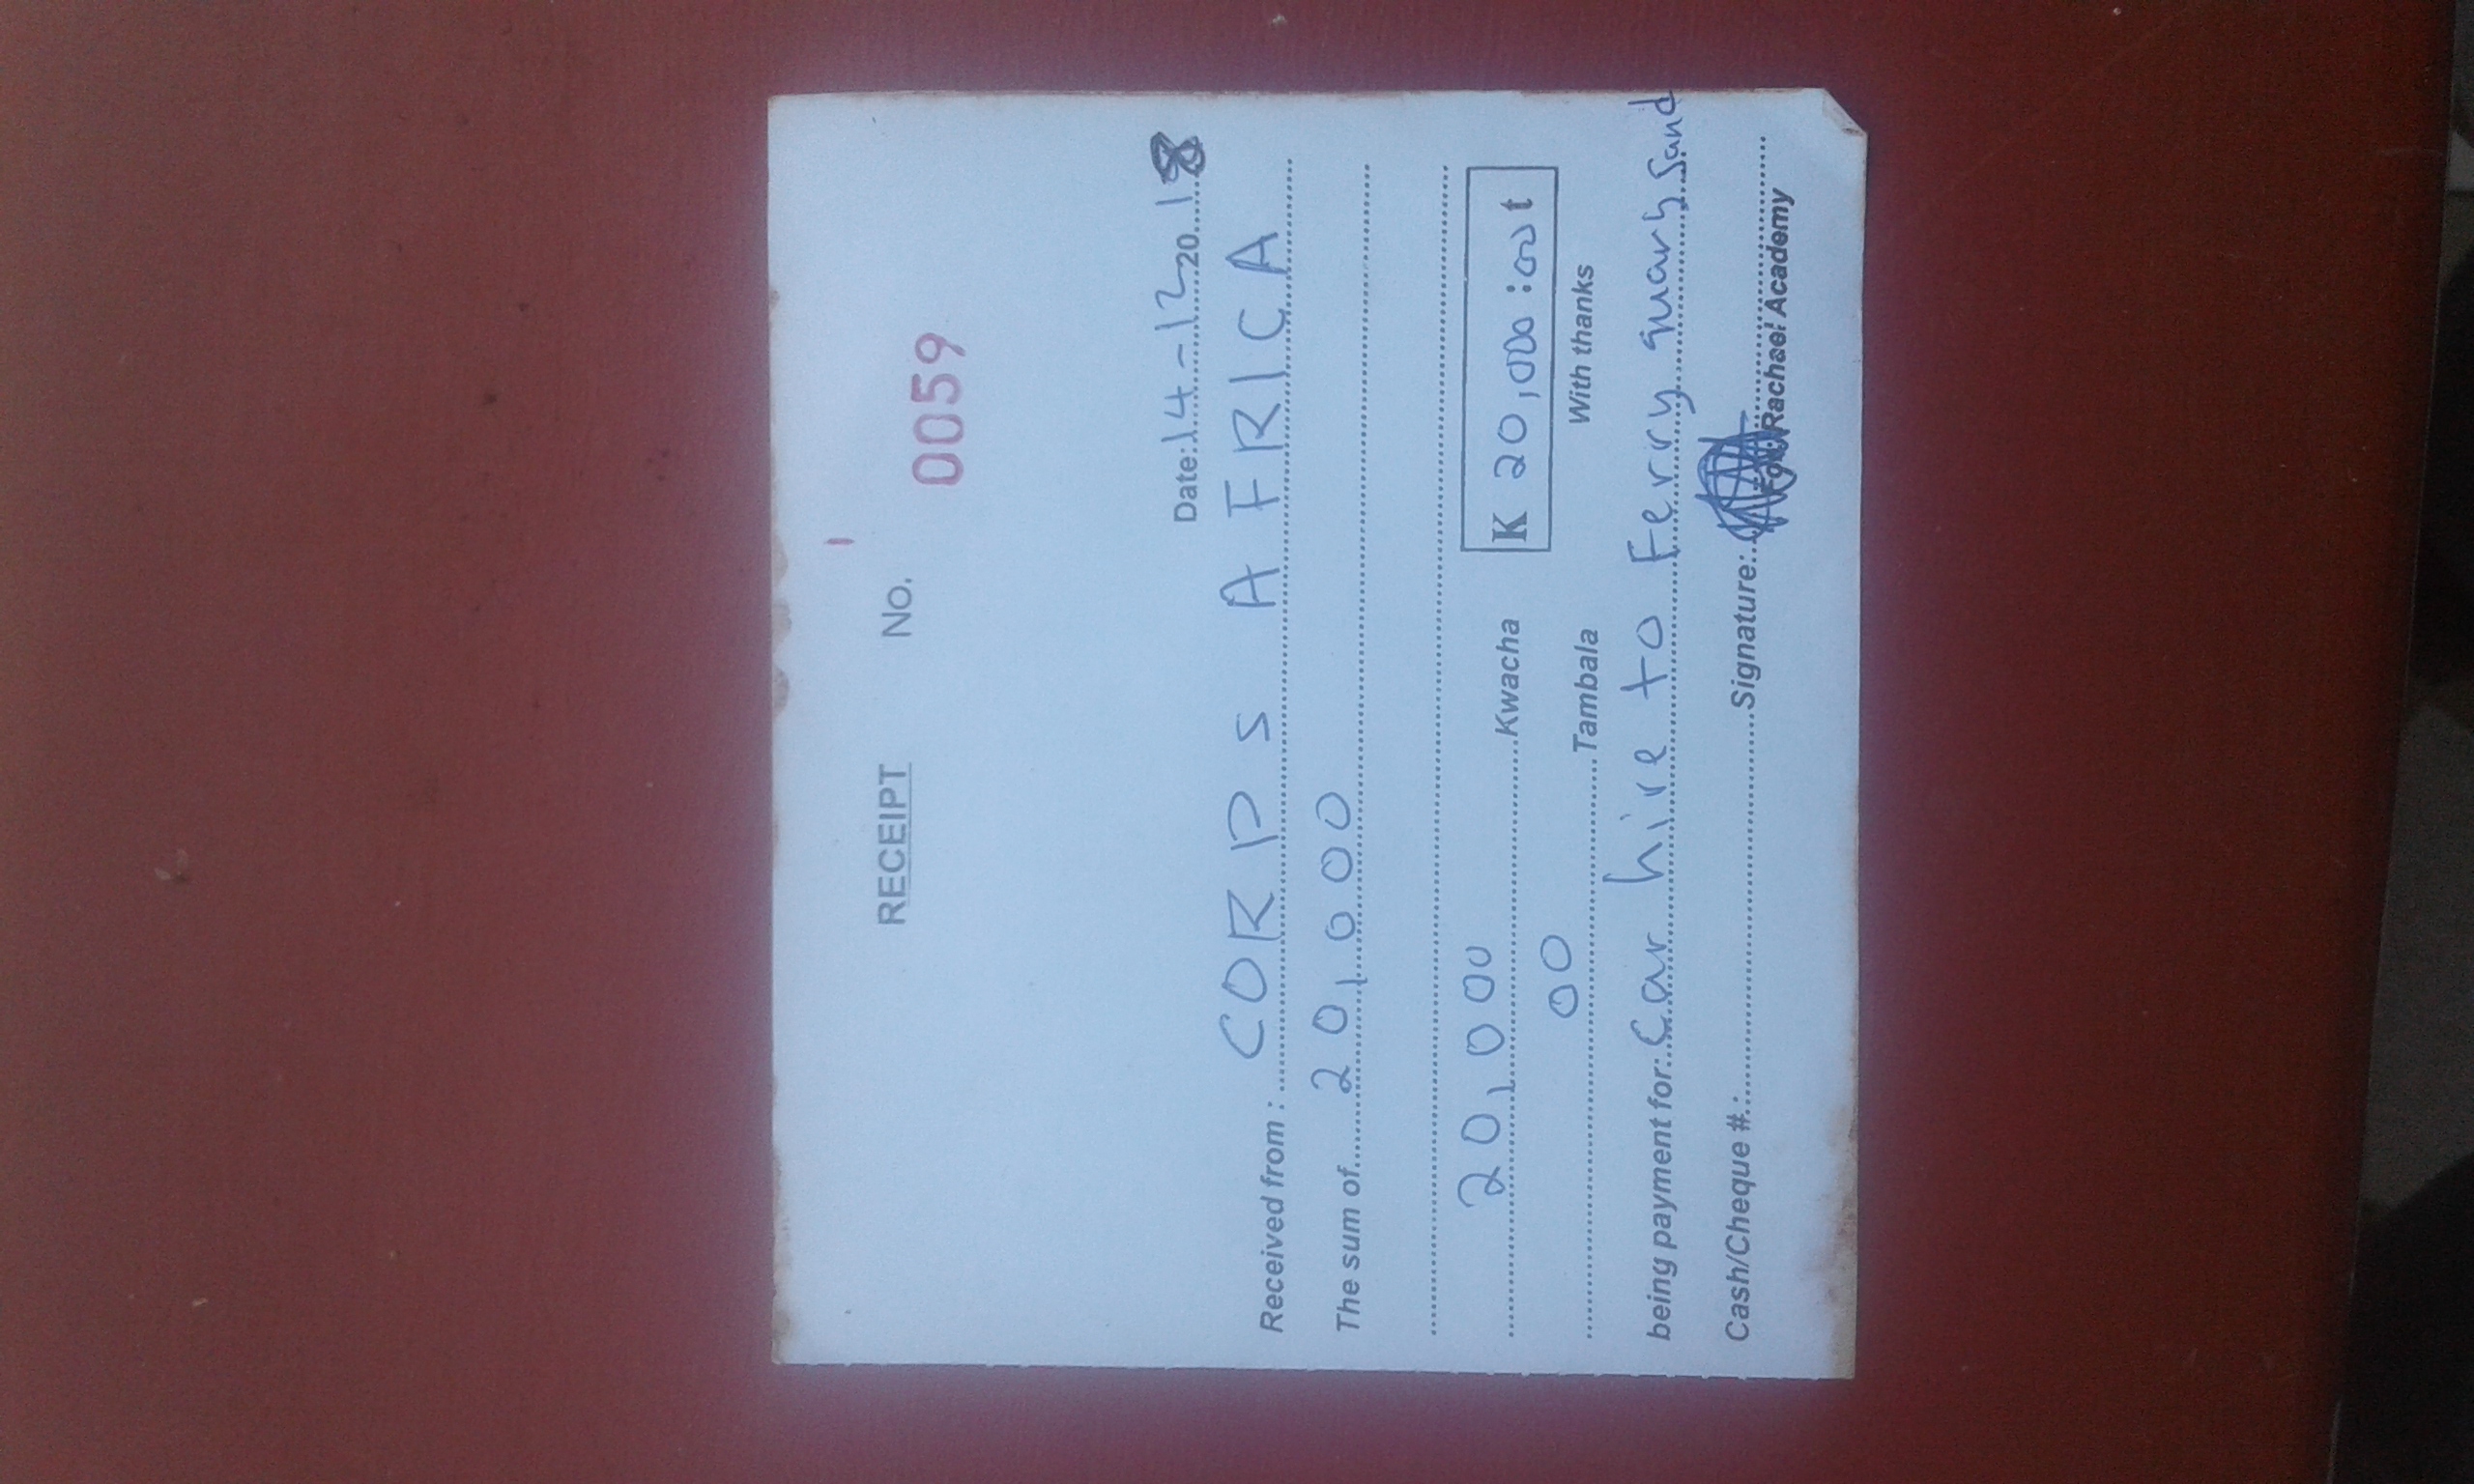 RECEIPT No. 0059
Date: 14-12 20 18
Received from: CORPS AFRICA
The sum of 20,000
20,000 Kwacha K 20,000 : 00 t
00 Tambala With thanks
being payment for: Car hire to Ferry quary sand
Cash/Cheque #: Signature:
For: Rachael Academy